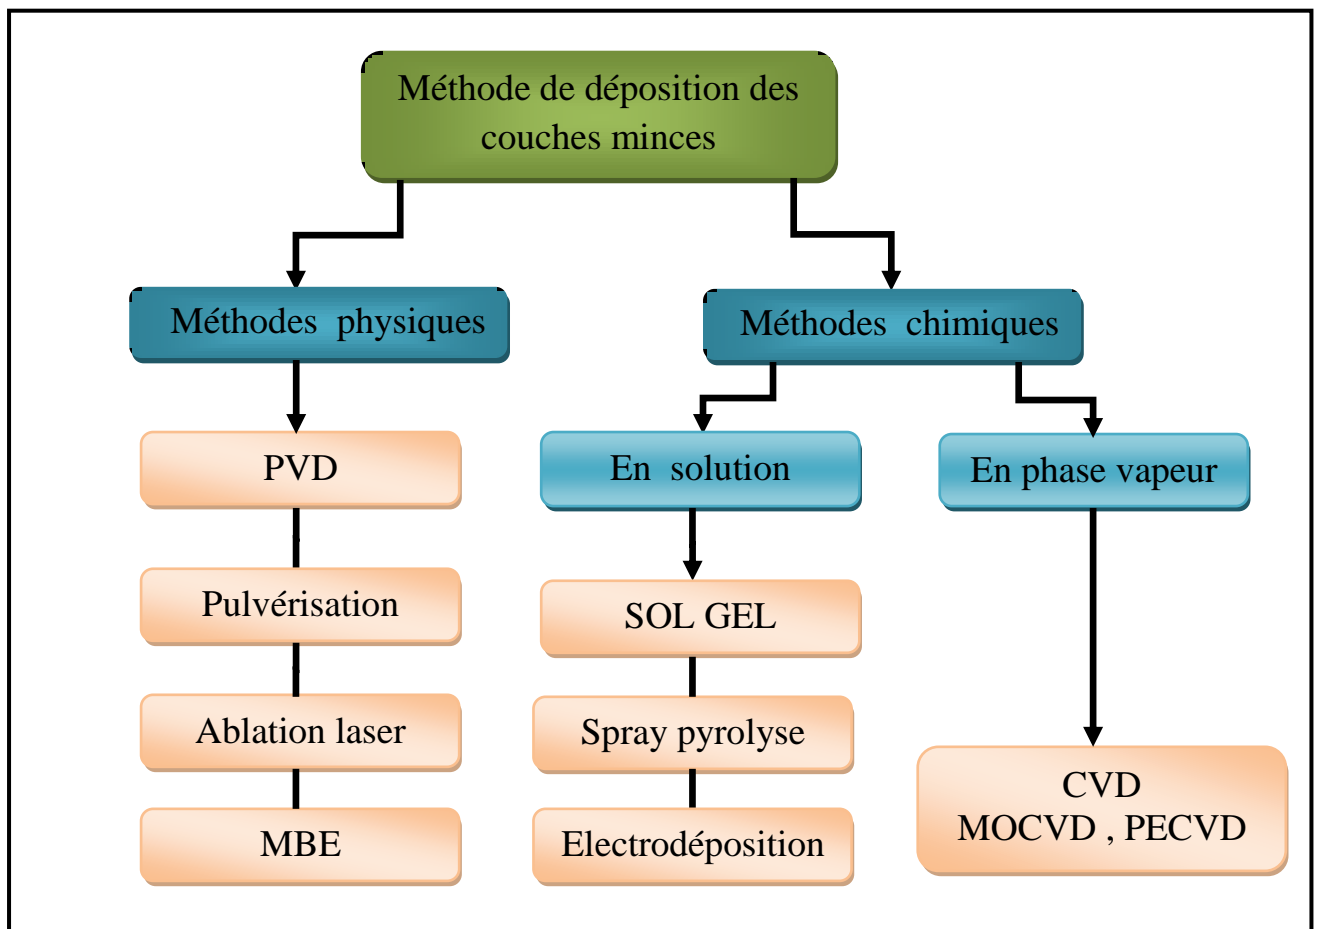 Méthode de déposition des
couches minces
Méthodes physiques
Méthodes chimiques
PVD
En solution
En phase vapeur
Pulvérisation
SOL GEL
Ablation laser
Spray pyrolyse
CVD
MOCVD , PECVD
MBE
Electrodéposition